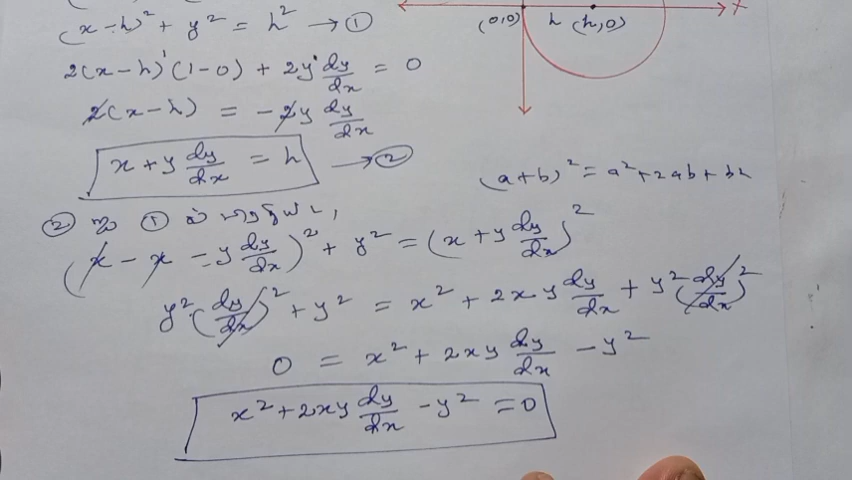 (x-h)² + y² = h² → ①
(0,0) h (h,0) x
2(x-h)¹(1-0) + 2y¹ dy/dx = 0
2(x-h) = -2y dy/dx
x + y dy/dx = h → ②
(a+b)² = a²+2ab+b2
② ஐ ① ல்
(x - x - y dy/dx)² + y² = (x + y dy/dx)²
y²(dy/dx)² + y² = x² + 2xy dy/dx + y²(dy/dx)²
0 = x² + 2xy dy/dx - y²
x² + 2xy dy/dx - y² = 0